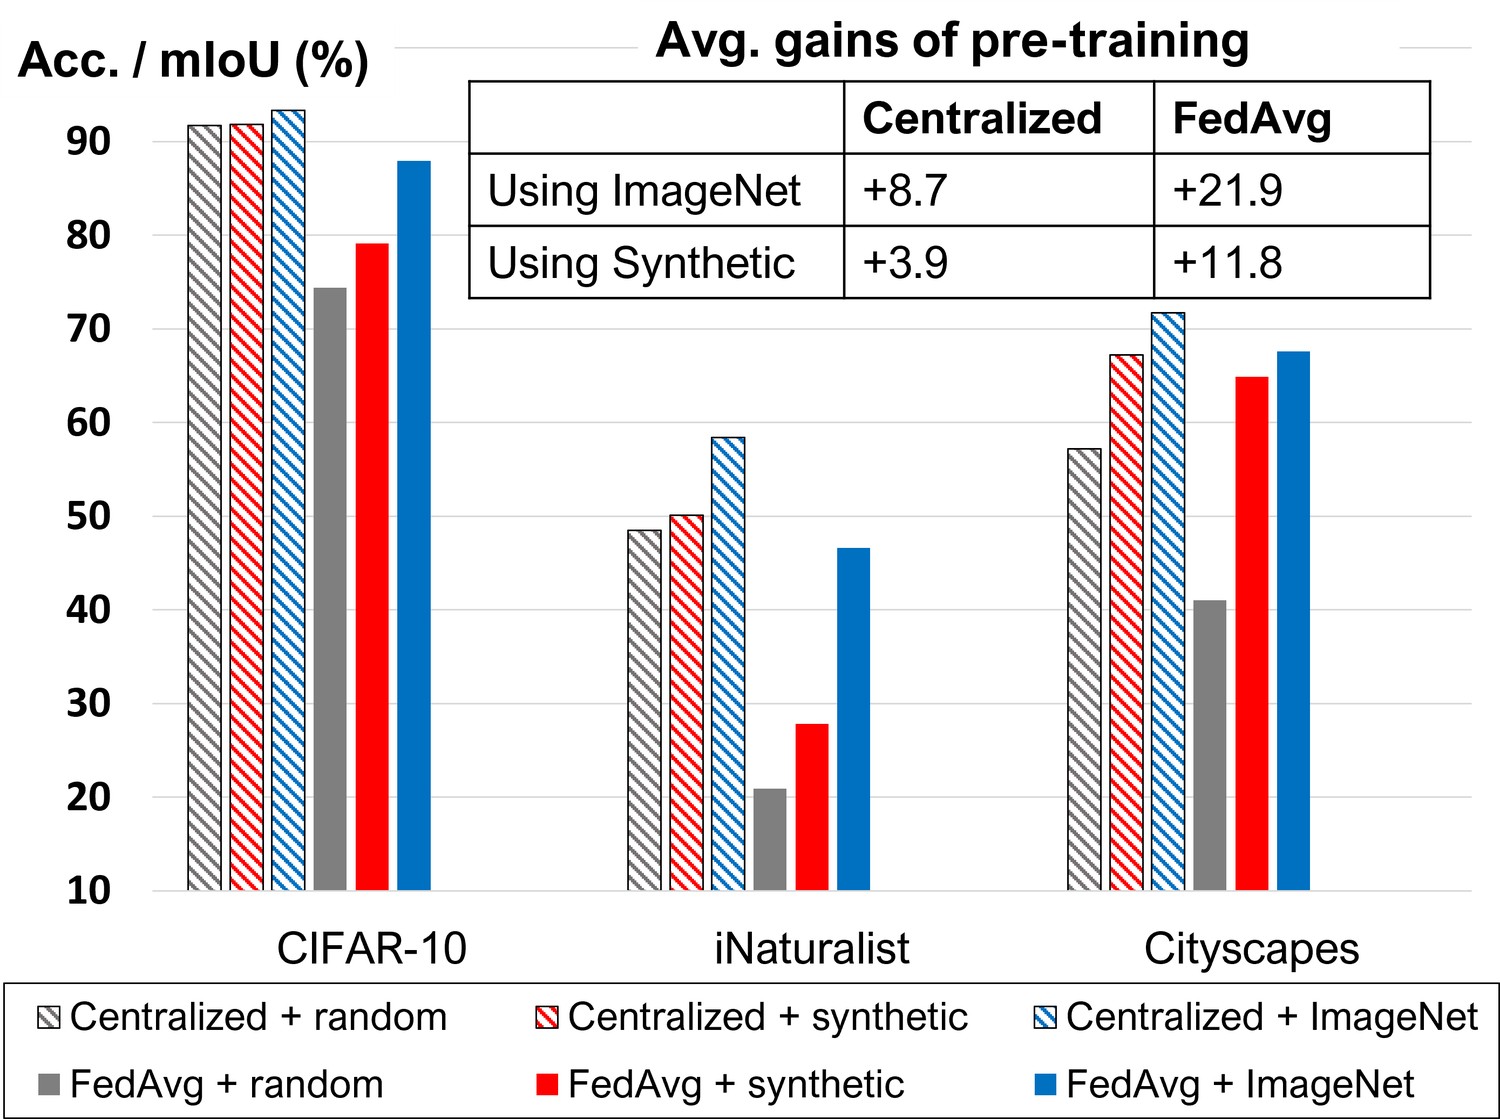 Acc. / mIoU (%)
Avg. gains of pre-training
Centralized FedAvg
Using ImageNet +8.7 +21.9
Using Synthetic +3.9 +11.8
90
80
70
60
50
40
30
20
10
CIFAR-10 iNaturalist Cityscapes
Centralized + random Centralized + synthetic Centralized + ImageNet
FedAvg + random FedAvg + synthetic FedAvg + ImageNet